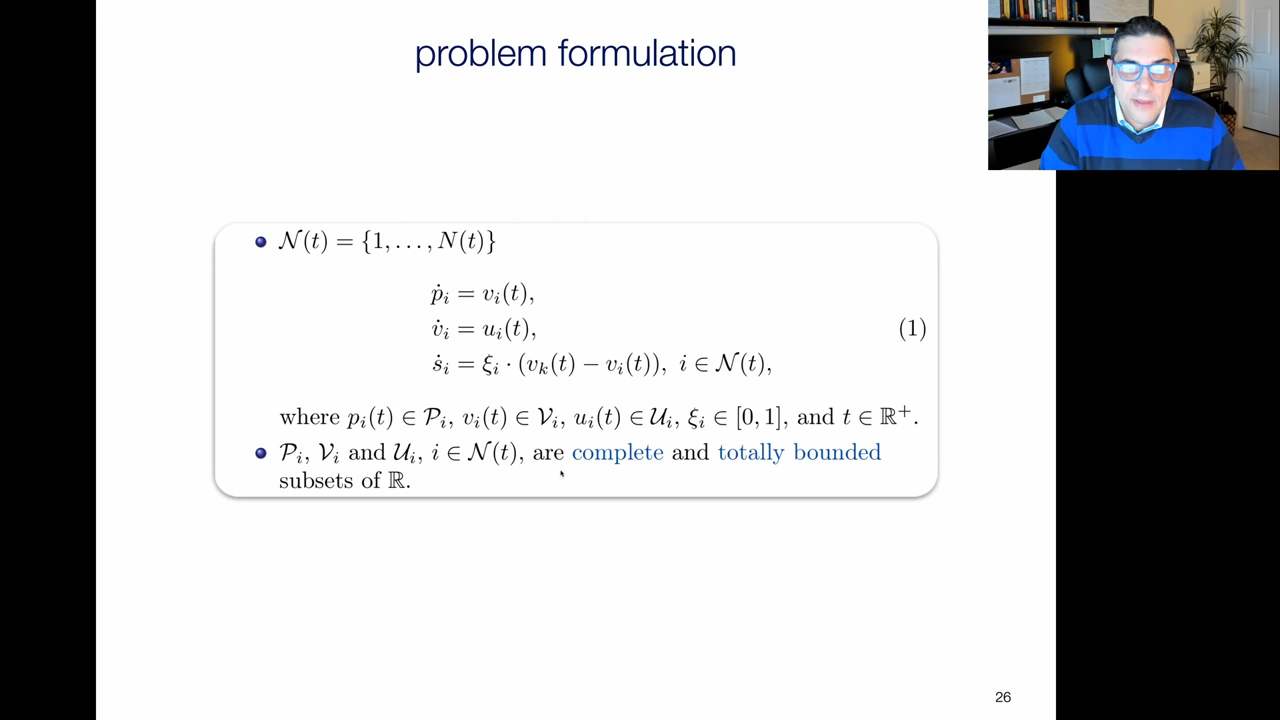 problem formulation
𝒩(t) = {1, . . . , N(t)}
ṗᵢ = vᵢ(t),
v̇ᵢ = uᵢ(t), (1)
ṡᵢ = ξᵢ · (vₖ(t) − vᵢ(t)), i ∈ 𝒩(t),
where pᵢ(t) ∈ 𝒫ᵢ, vᵢ(t) ∈ 𝒱ᵢ, uᵢ(t) ∈ 𝒰ᵢ, ξᵢ ∈ [0, 1], and t ∈ ℝ⁺.
𝒫ᵢ, 𝒱ᵢ and 𝒰ᵢ, i ∈ 𝒩(t), are complete and totally bounded
subsets of ℝ.
26